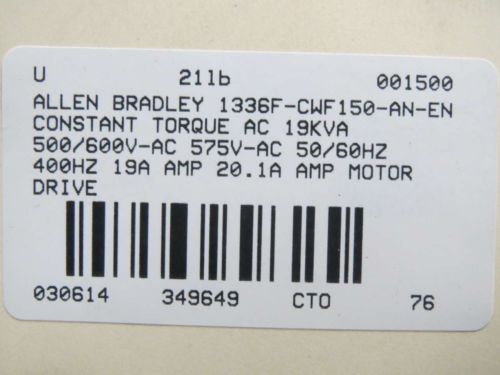 U 21lb 001500
ALLEN BRADLEY 1336F-CWF150-AN-EN
CONSTANT TORQUE AC 19KVA
500/600V-AC 575V-AC 50/60HZ
400HZ 19A AMP 20.1A AMP MOTOR
DRIVE
030614 349649 CTO 76